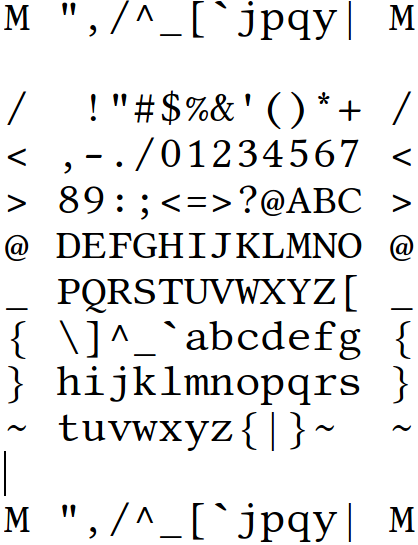 M ",/^_[`jpqy| M
/  !"#$%&'()*+ /
< ,-./01234567 <
> 89:;<=>?@ABC >
@ DEFGHIJKLMNO @
_ PQRSTUVWXYZ[ _
{ \]^_`abcdefg {
} hijklmnopqrs }
~ tuvwxyz{|}~  ~
M ",/^_[`jpqy| M